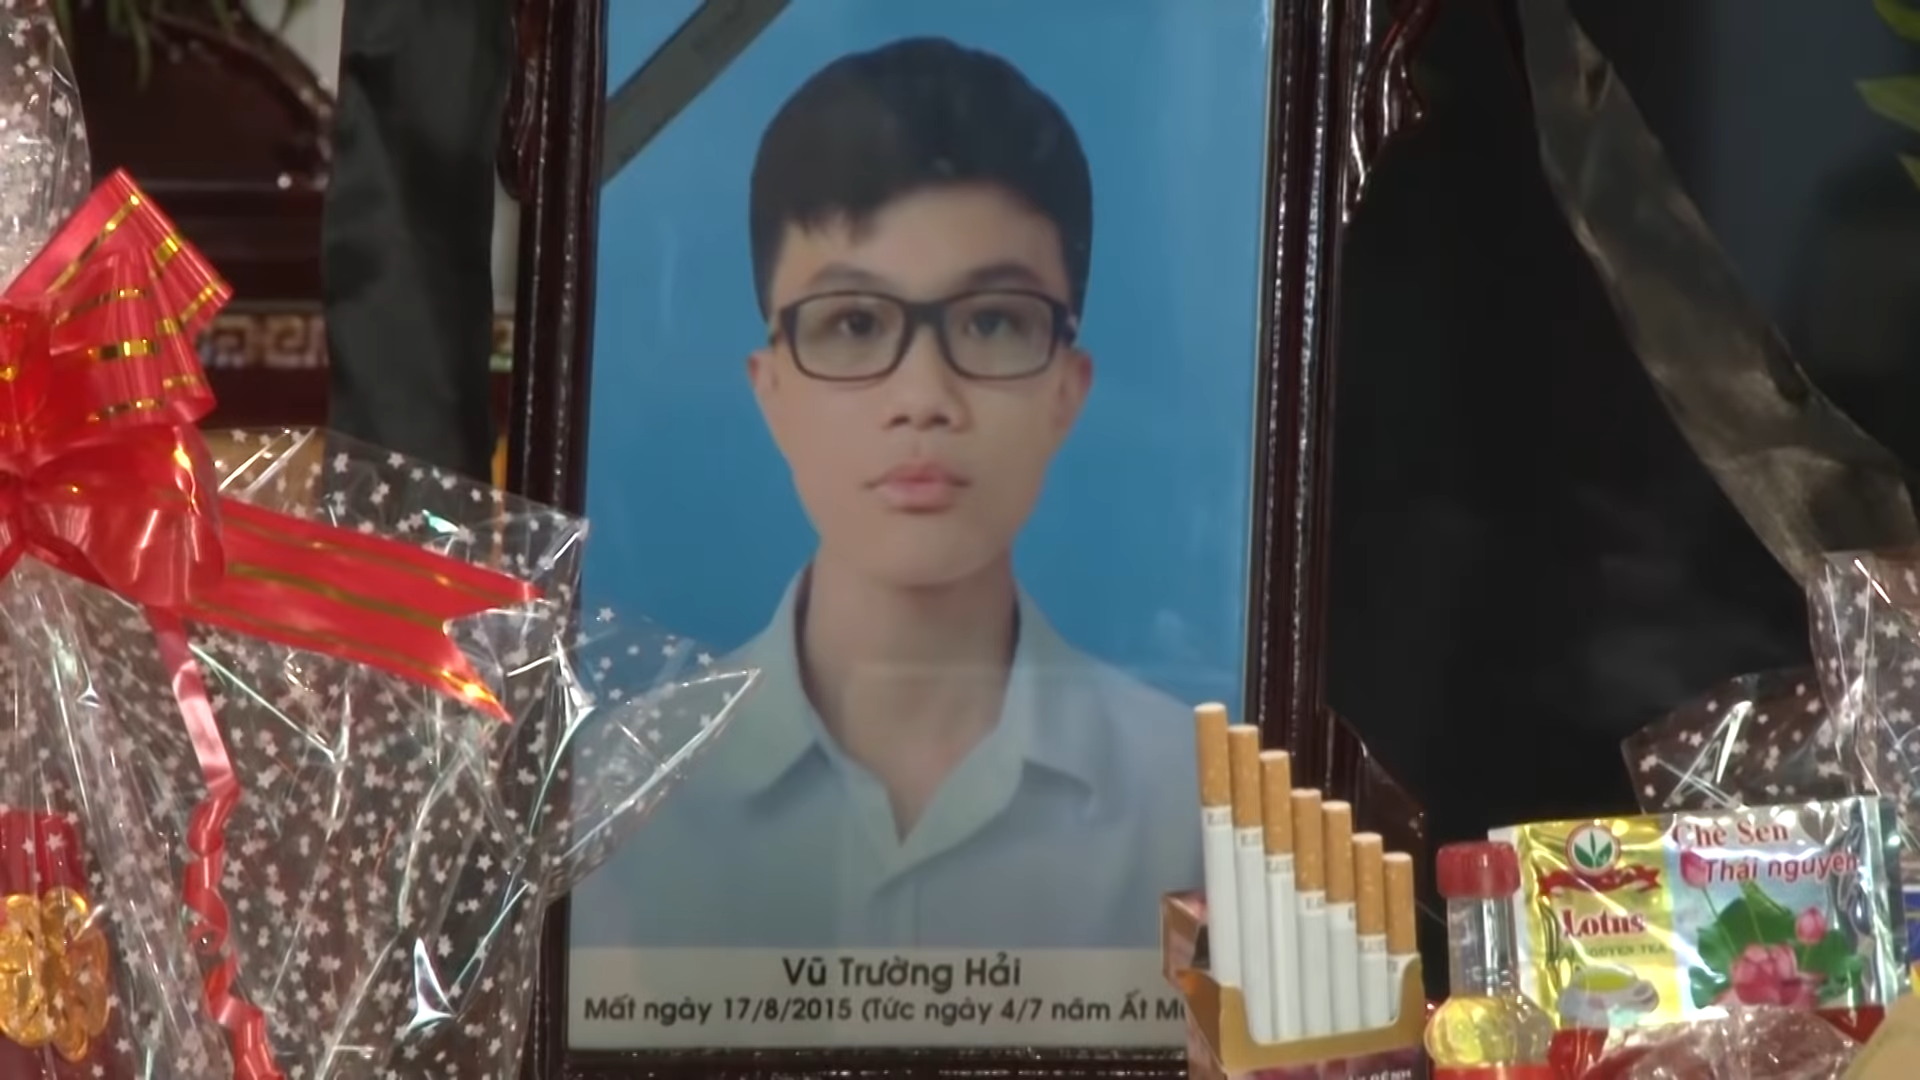 Vũ Trường Hải
Mất ngày 17/8/2015 (Tức ngày 4/7 năm Ất
Chè Sen
Thái nguyên
Lotus
TEA